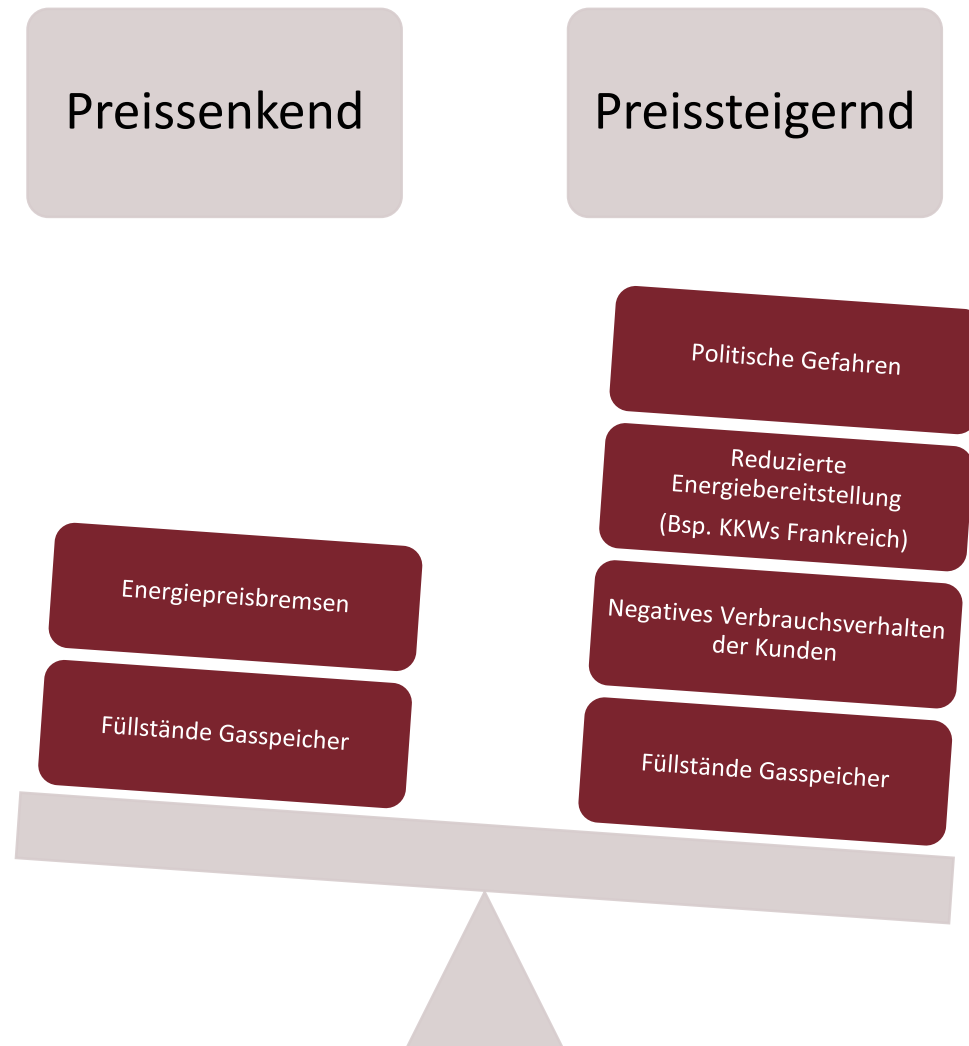 Preissenkend
Preissteigernd
Politische Gefahren
Reduzierte
Energiebereitstellung
(Bsp. KKWs Frankreich)
Energiepreisbremsen
Negatives Verbrauchsverhalten
der Kunden
Füllstände Gasspeicher
Füllstände Gasspeicher